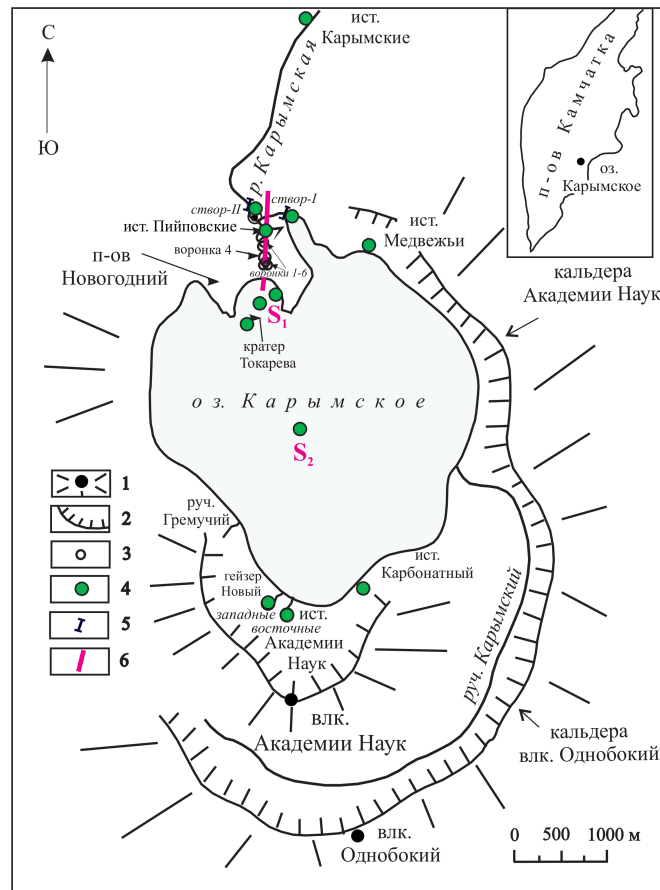 С
Ю
ист.
Карымские
р. Карымская
п-ов Камчатка
оз.
Карымское
створ-II
створ-I
ист. Пийповские
воронка 4
воронки 1-6
п-ов
Новогодний
ист.
Медвежьи
кальдера
Академии Наук
S1
кратер
Токарева
оз. Карымское
S2
1
2
3
4
5
6
руч.
Гремучий
гейзер
Новый
западные
восточные
ист.
Академии
Наук
ист.
Карбонатный
руч. Карымский
влк.
Академии Наук
кальдера
влк. Однобокий
влк.
Однобокий
0 500 1000 м